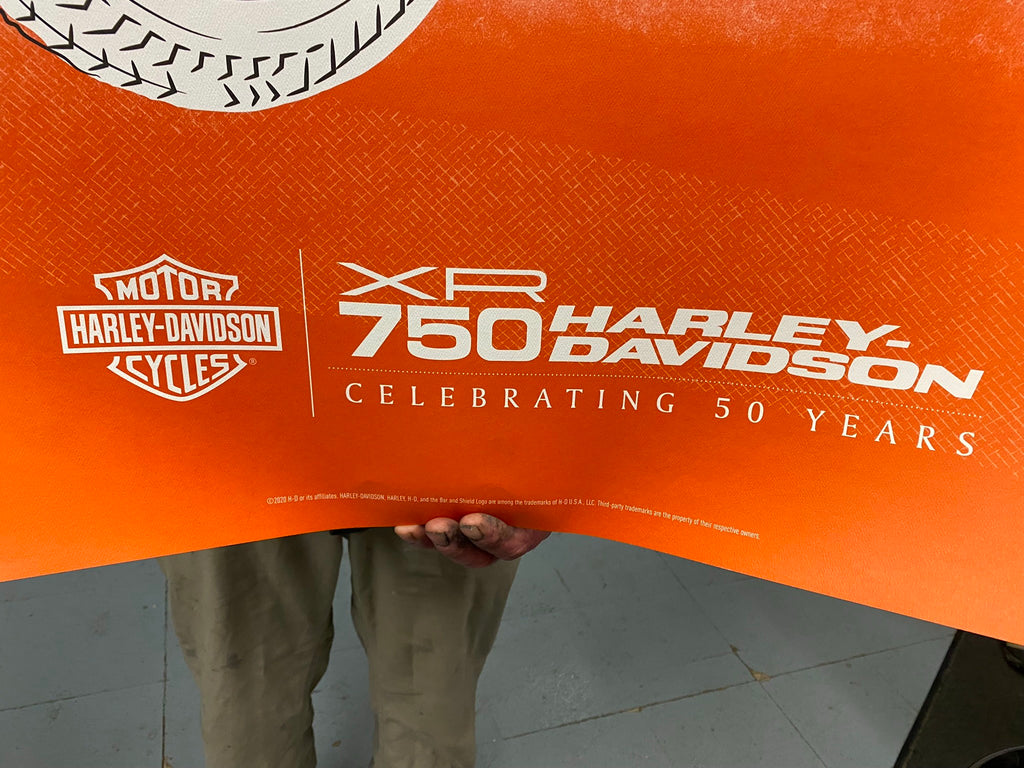 MOTOR
HARLEY-DAVIDSON
CYCLES®
XR
750 HARLEY-
DAVIDSON
CELEBRATING 50 YEARS
©2020 H-D or its affiliates. HARLEY-DAVIDSON, HARLEY, H-D, and the Bar and Shield Logo are among the trademarks of H-D U.S.A., LLC. Third-party trademarks are the property of their respective owners.